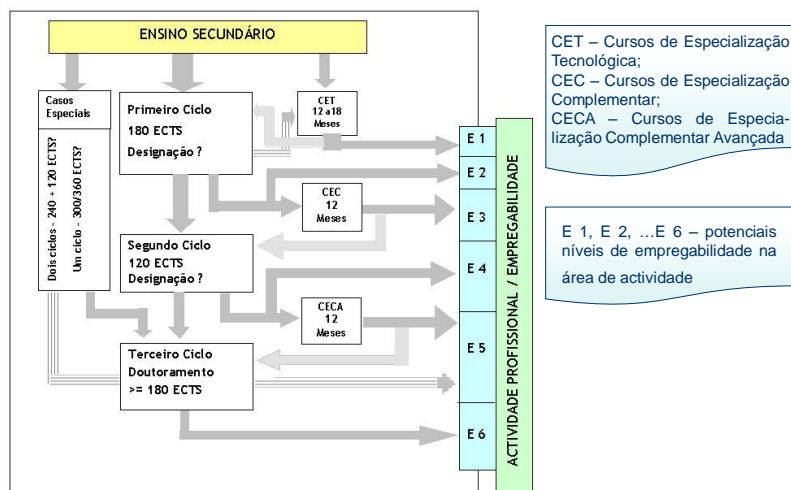 ENSINO SECUNDÁRIO
Casos
Especiais
Dois ciclos - 240 + 120 ECTS?
Um ciclo - 300/360 ECTS?
Primeiro Ciclo
180 ECTS
Designação ?
CET
12 a 18
Meses
CEC
12
Meses
Segundo Ciclo
120 ECTS
Designação ?
CECA
12
Meses
Terceiro Ciclo
Doutoramento
>= 180 ECTS
E 1
E 2
E 3
E 4
E 5
E 6
ACTIVIDADE PROFISSIONAL / EMPREGABILIDADE
CET – Cursos de Especialização
Tecnológica;
CEC – Cursos de Especialização
Complementar;
CECA – Cursos de Especia-
lização Complementar Avançada
E 1, E 2, …E 6 – potenciais
níveis de empregabilidade na
área de actividade